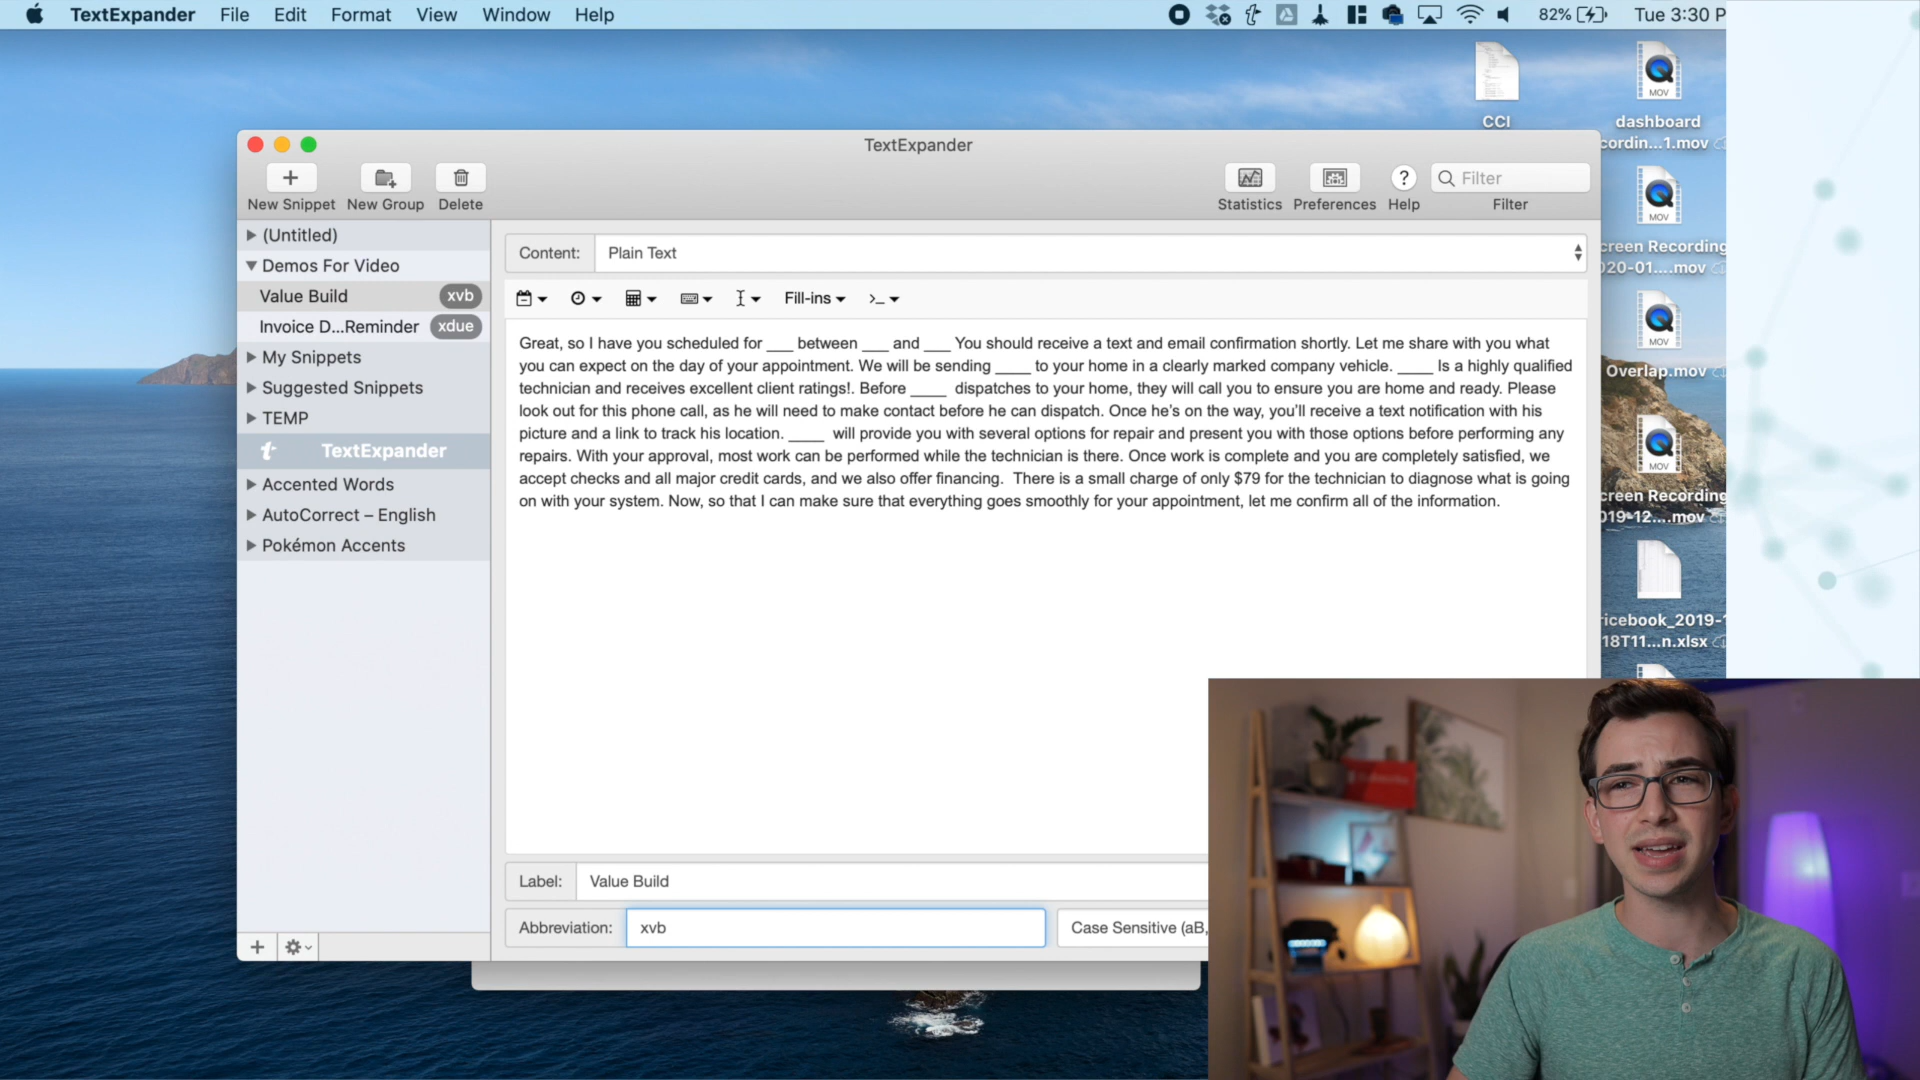 TextExpander File Edit Format View Window Help
82% Tue 3:30 P
CCI
dashboard
cordin...1.mov
MOV
TextExpander
New Snippet New Group Delete
Statistics Preferences Help Filter
Filter
(Untitled)
Demos For Video
Value Build xvb
Invoice D...Reminder xdue
My Snippets
Suggested Snippets
TEMP
TextExpander
Accented Words
AutoCorrect – English
Pokémon Accents
Content: Plain Text
Fill-ins
Great, so I have you scheduled for ___ between ___ and ___ You should receive a text and email confirmation shortly. Let me share with you what
you can expect on the day of your appointment. We will be sending ____ to your home in a clearly marked company vehicle. ____ Is a highly qualified
technician and receives excellent client ratings!. Before ____ dispatches to your home, they will call you to ensure you are home and ready. Please
look out for this phone call, as he will need to make contact before he can dispatch. Once he's on the way, you'll receive a text notification with his
picture and a link to track his location. ____ will provide you with several options for repair and present you with those options before performing any
repairs. With your approval, most work can be performed while the technician is there. Once work is complete and you are completely satisfied, we
accept checks and all major credit cards, and we also offer financing. There is a small charge of only $79 for the technician to diagnose what is going
on with your system. Now, so that I can make sure that everything goes smoothly for your appointment, let me confirm all of the information.
Label: Value Build
Abbreviation: xvb Case Sensitive (aB,
MOV
creen Recording
020-01....mov
MOV
Overlap.mov
MOV
creen Recording
019-12....mov
icebook_2019-1
18T11...n.xlsx